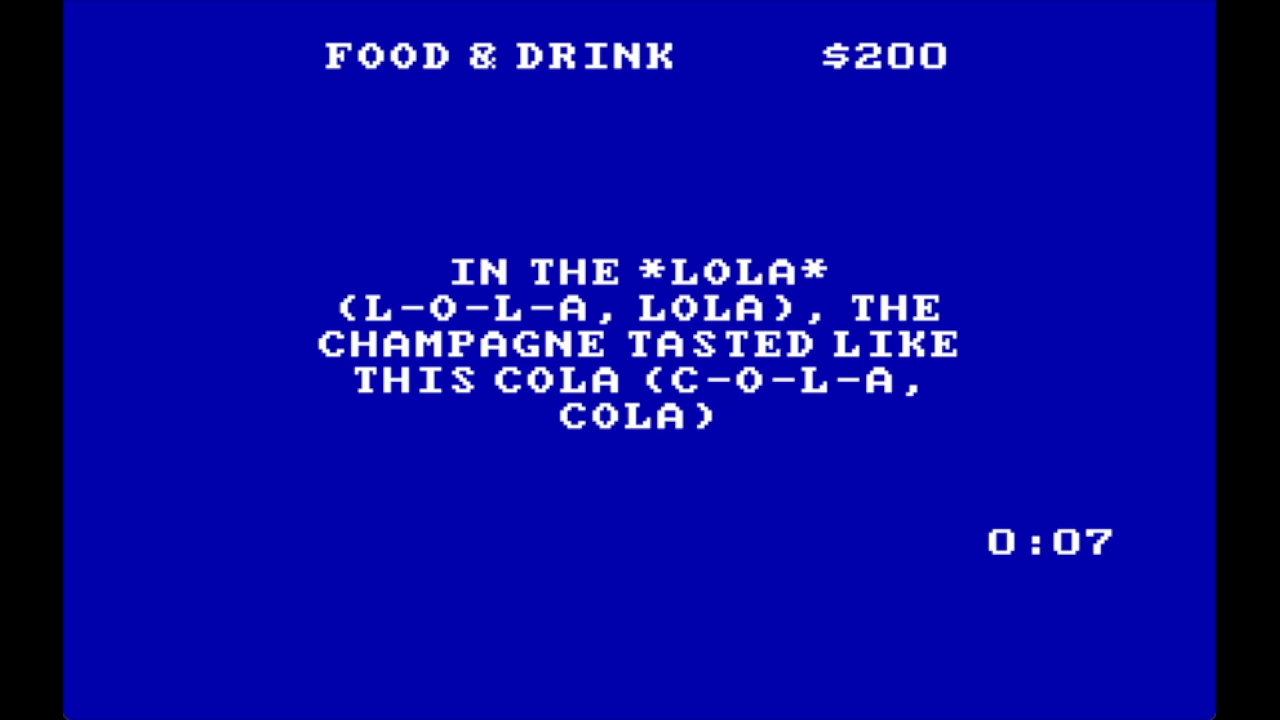 FOOD & DRINK $200
IN THE *LOLA*
(L-O-L-A, LOLA), THE
CHAMPAGNE TASTED LIKE
THIS COLA (C-O-L-A,
COLA)
0:07